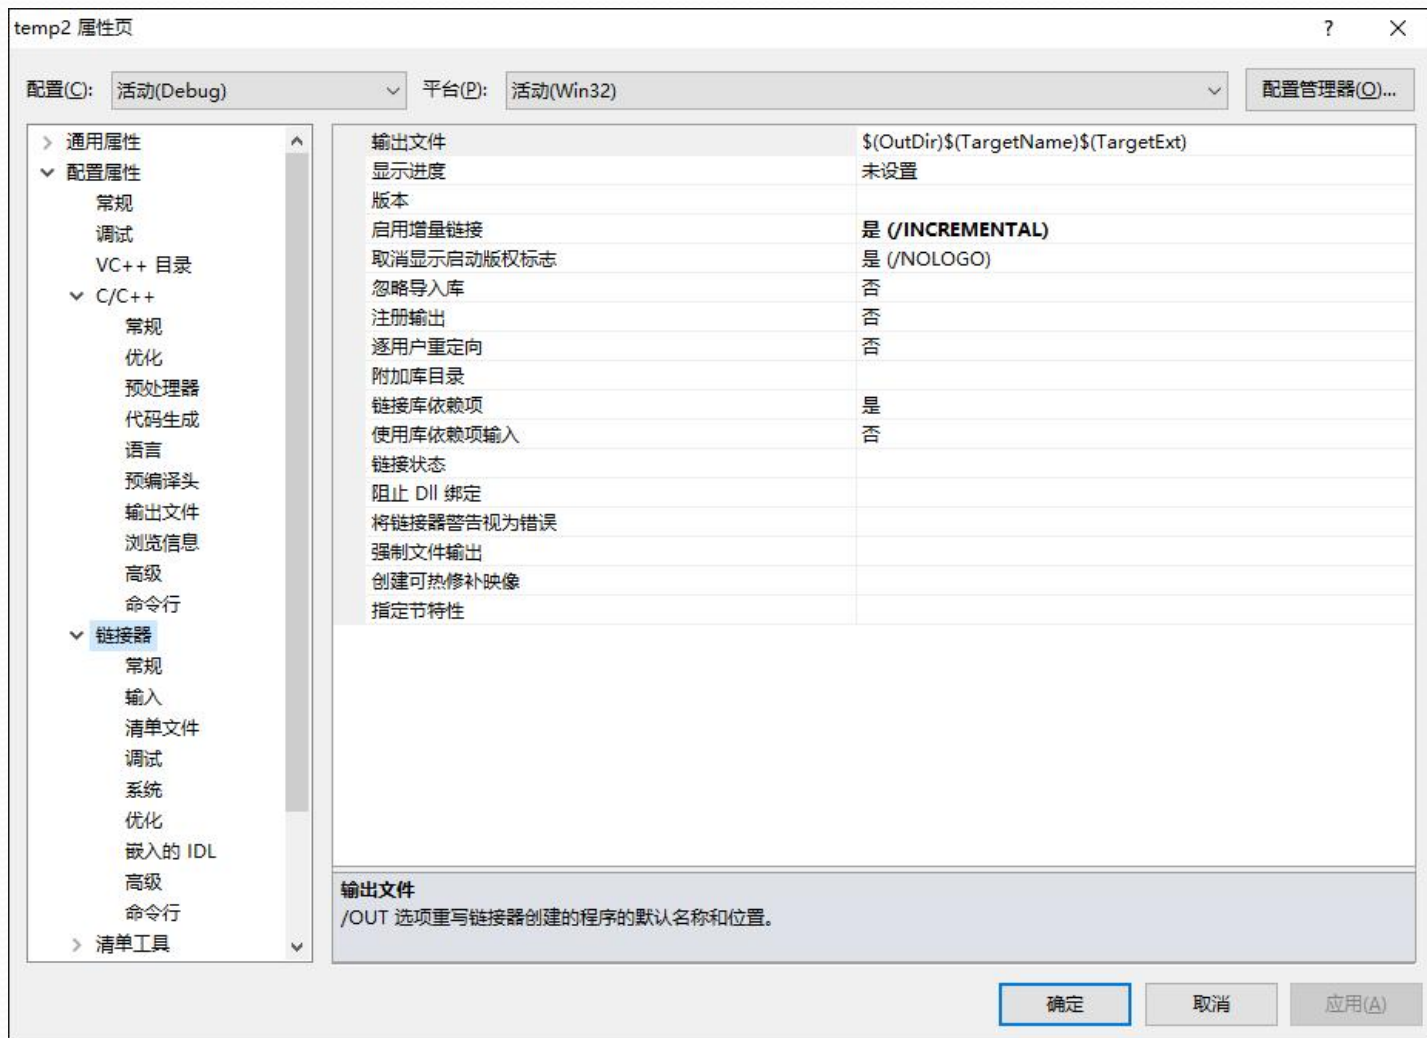 temp2 属性页
?
配置(C): 活动(Debug) 平台(P): 活动(Win32) 配置管理器(O)...
通用属性
配置属性
常规
调试
VC++ 目录
C/C++
常规
优化
预处理器
代码生成
语言
预编译头
输出文件
浏览信息
高级
命令行
链接器
常规
输入
清单文件
调试
系统
优化
嵌入的 IDL
高级
命令行
清单工具
输出文件 $(OutDir)$(TargetName)$(TargetExt)
显示进度 未设置
版本
启用增量链接 是 (/INCREMENTAL)
取消显示启动版权标志 是 (/NOLOGO)
忽略导入库 否
注册输出 否
逐用户重定向 否
附加库目录
链接库依赖项 是
使用库依赖项输入 否
链接状态
阻止 Dll 绑定
将链接器警告视为错误
强制文件输出
创建可热修补映像
指定节特性
输出文件
/OUT 选项重写链接器创建的程序的默认名称和位置。
确定 取消 应用(A)